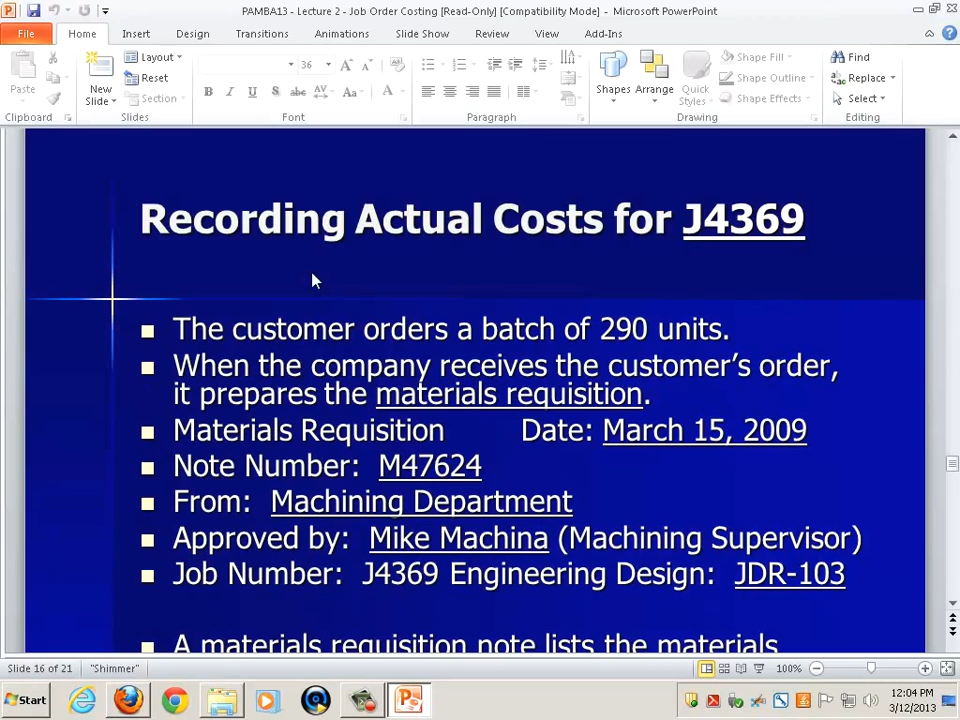 PAMBA13 - Lecture 2 - Job Order Costing [Read-Only] [Compatibility Mode] - Microsoft PowerPoint
File Home Insert Design Transitions Animations Slide Show Review View Add-Ins
Paste
New Slide
Layout
Reset
Section
36
B I U S abc AV Aa A
Shapes
Arrange
Quick Styles
Shape Fill
Shape Outline
Shape Effects
Find
Replace
Select
Clipboard Slides Font Paragraph Drawing Editing
Recording Actual Costs for J4369
The customer orders a batch of 290 units.
When the company receives the customer's order,
it prepares the materials requisition.
Materials Requisition Date: March 15, 2009
Note Number: M47624
From: Machining Department
Approved by: Mike Machina (Machining Supervisor)
Job Number: J4369 Engineering Design: JDR-103
A materials requisition note lists the materials
Slide 16 of 21 "Shimmer" 100%
Start
12:04 PM
3/12/2013